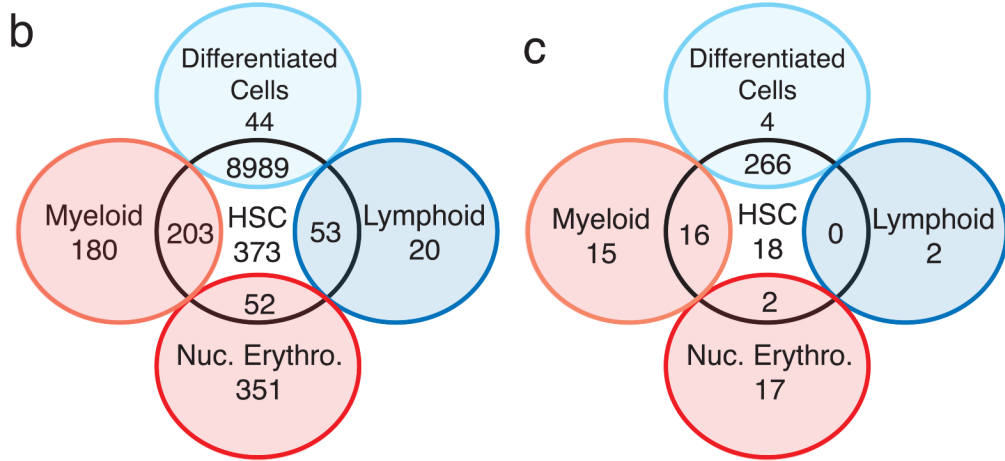 b
Differentiated
Cells
44
8989
Myeloid
180
203
HSC
373
53
Lymphoid
20
52
Nuc. Erythro.
351
c
Differentiated
Cells
4
266
Myeloid
15
16
HSC
18
0
Lymphoid
2
2
Nuc. Erythro.
17